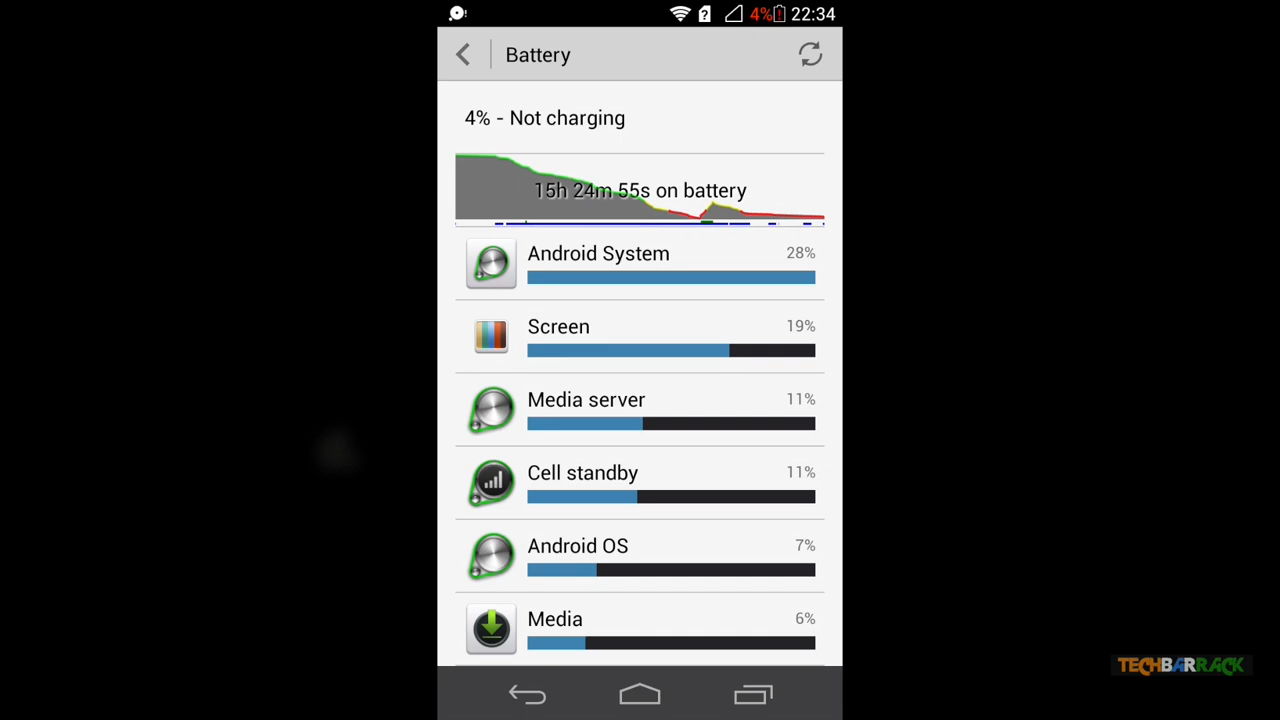 4% 22:34
Battery
4% - Not charging
15h 24m 55s on battery
Android System 28%
Screen 19%
Media server 11%
Cell standby 11%
Android OS 7%
Media 6%
TECHBARRACK